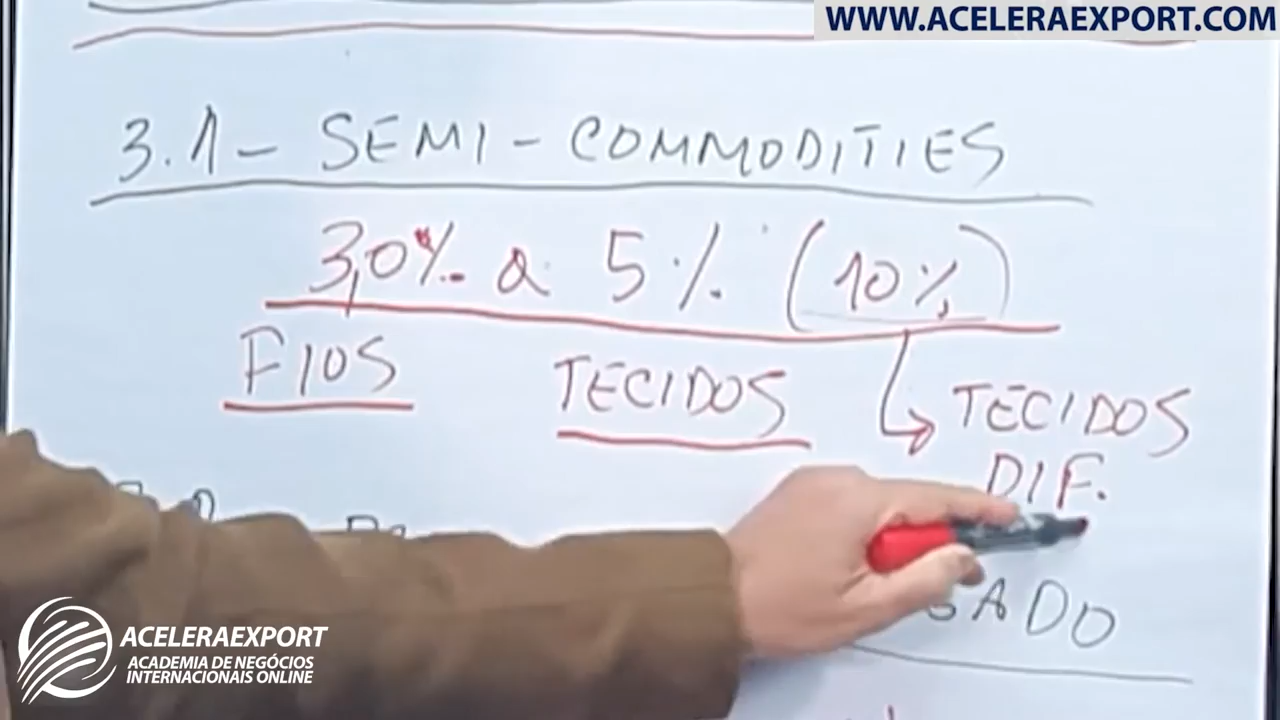 WWW.ACELERAEXPORT.COM
3.1 - SEMI - COMMODITIES
3,0% a 5% (10%)
FIOS TECIDOS TECIDOS
DIF.
ACELERAEXPORT
ACADEMIA DE NEGÓCIOS
INTERNACIONAIS ONLINE